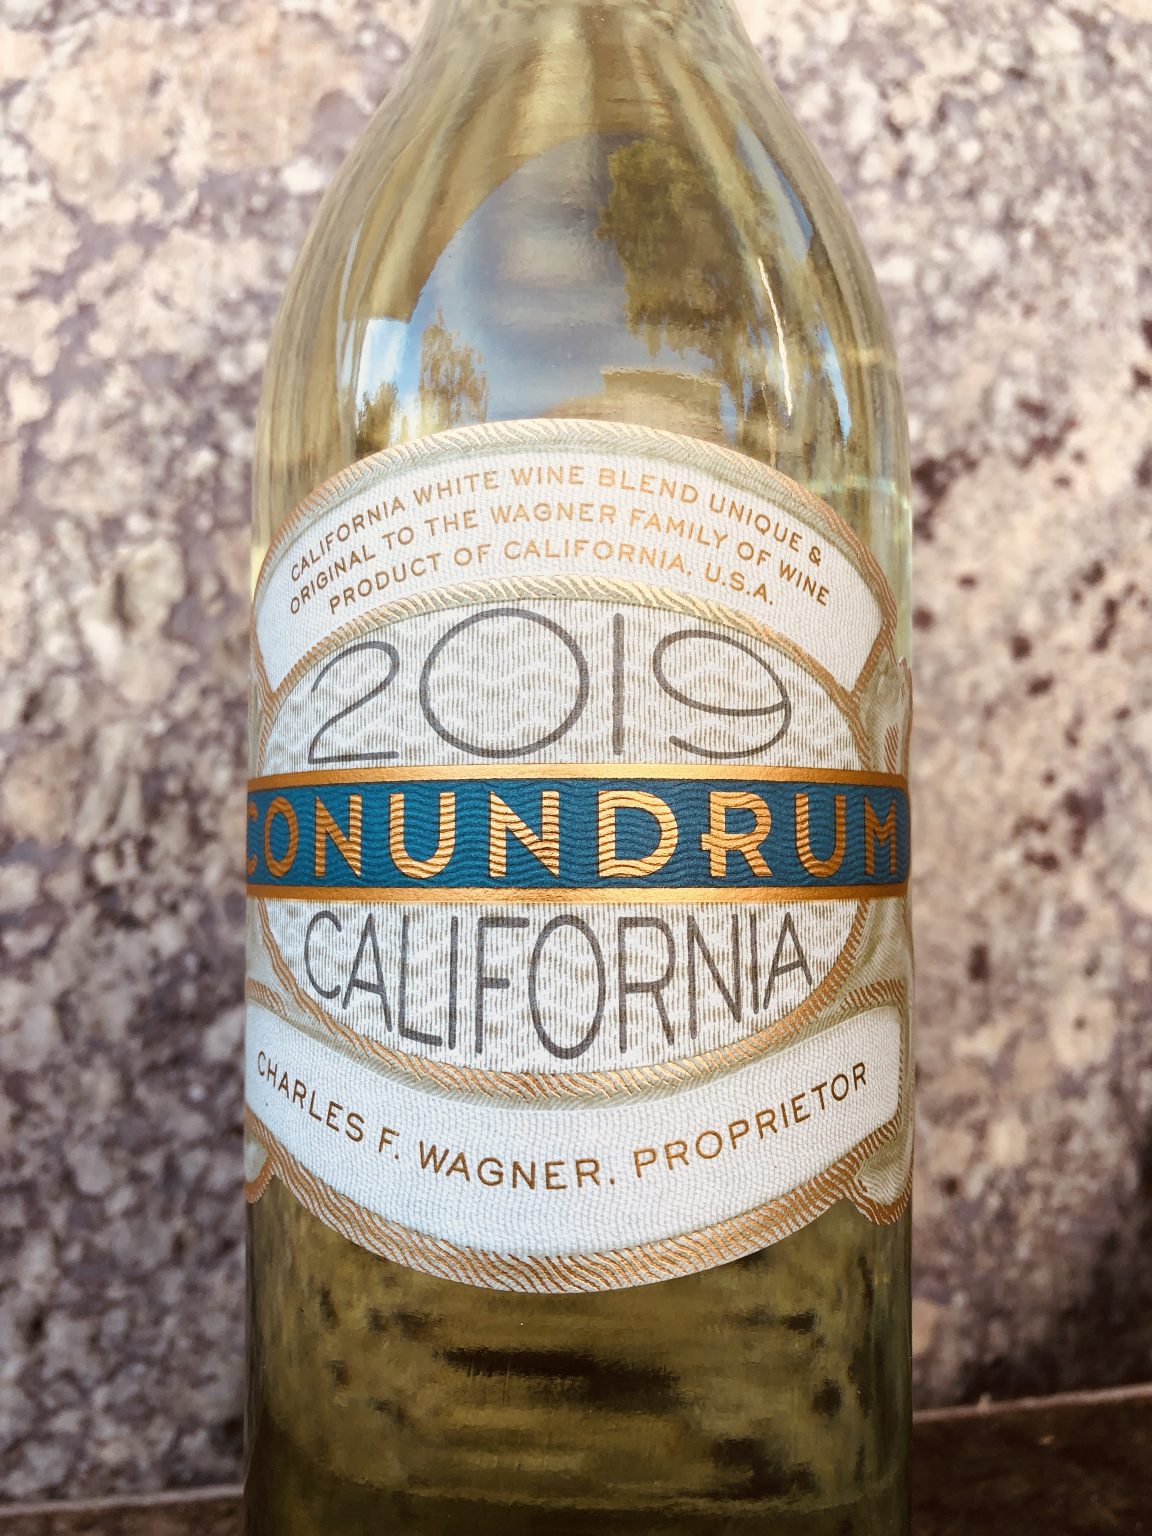 CALIFORNIA WHITE WINE BLEND UNIQUE &
ORIGINAL TO THE WAGNER FAMILY OF WINE
PRODUCT OF CALIFORNIA, U.S.A.
2019
CONUNDRUM
CALIFORNIA
CHARLES F. WAGNER, PROPRIETOR